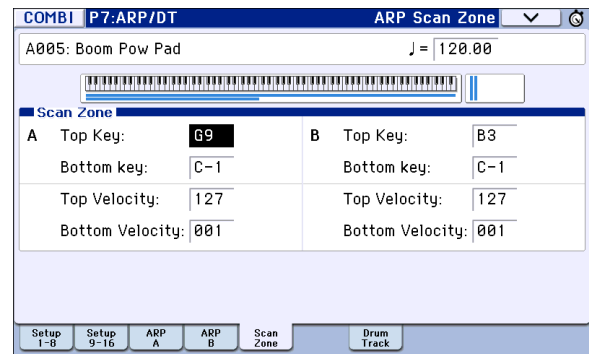 COMBI P7:ARP/DT ARP Scan Zone
A005: Boom Pow Pad ♩= 120.00
Scan Zone
A Top Key: G9 B Top Key: B3
Bottom key: C-1 Bottom Key: C-1
Top Velocity: 127 Top Velocity: 127
Bottom Velocity: 001 Bottom Velocity: 001
Setup 1-8
Setup 9-16
ARP A
ARP B
Scan Zone
Drum Track